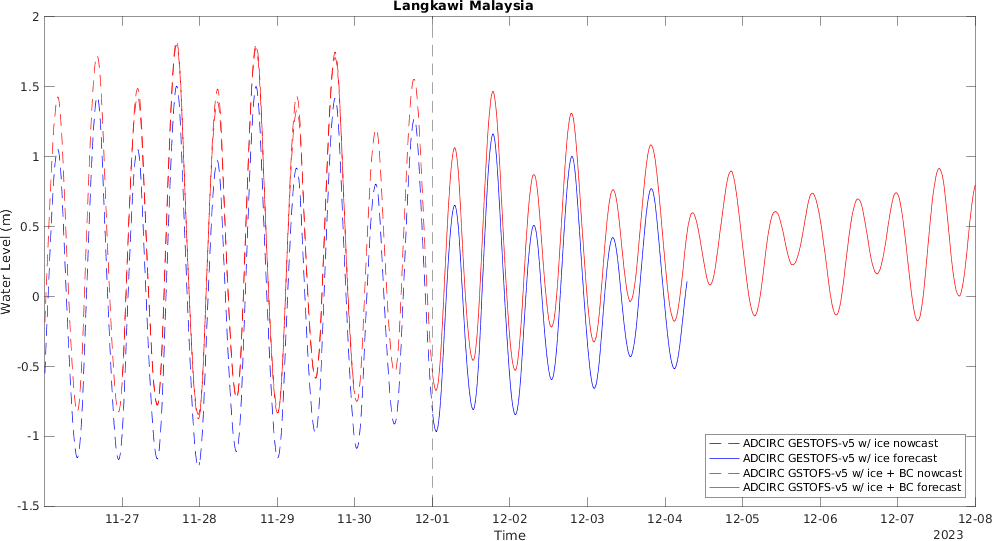 Langkawi Malaysia
2
1.5
1
0.5
0
-0.5
-1
-1.5
Water Level (m)
11-27 11-28 11-29 11-30 12-01 12-02 12-03 12-04 12-05 12-06 12-07 12-08
Time
2023
ADCIRC GESTOFS-v5 w/ ice nowcast
ADCIRC GESTOFS-v5 w/ ice forecast
ADCIRC GSTOFS-v5 w/ ice + BC nowcast
ADCIRC GSTOFS-v5 w/ ice + BC forecast